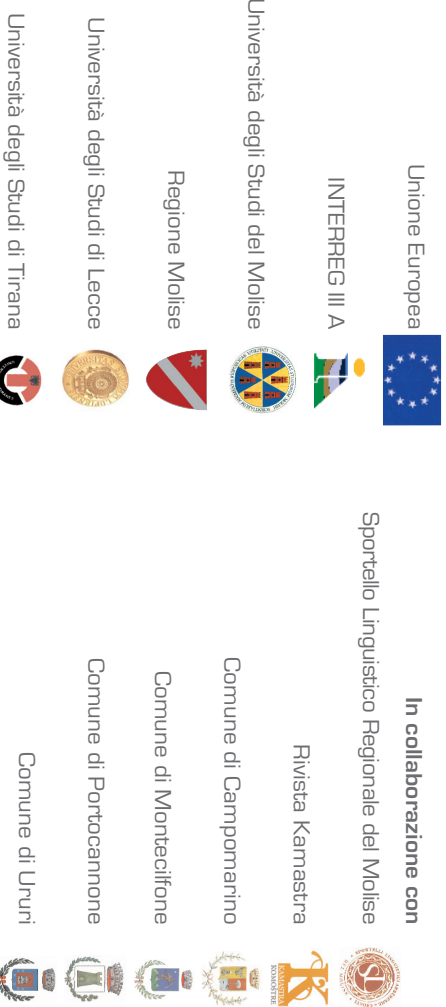 Unione Europea
INTERREG III A
Università degli Studi del Molise
Regione Molise
Università degli Studi di Lecce
Università degli Studi di Tirana
In collaborazione con
Sportello Linguistico Regionale del Molise
Rivista Kamastra
KAMASTRA
KOMOSTRE
Comune di Campomarino
Comune di Montecilfone
Comune di Portocannone
Comune di Ururi